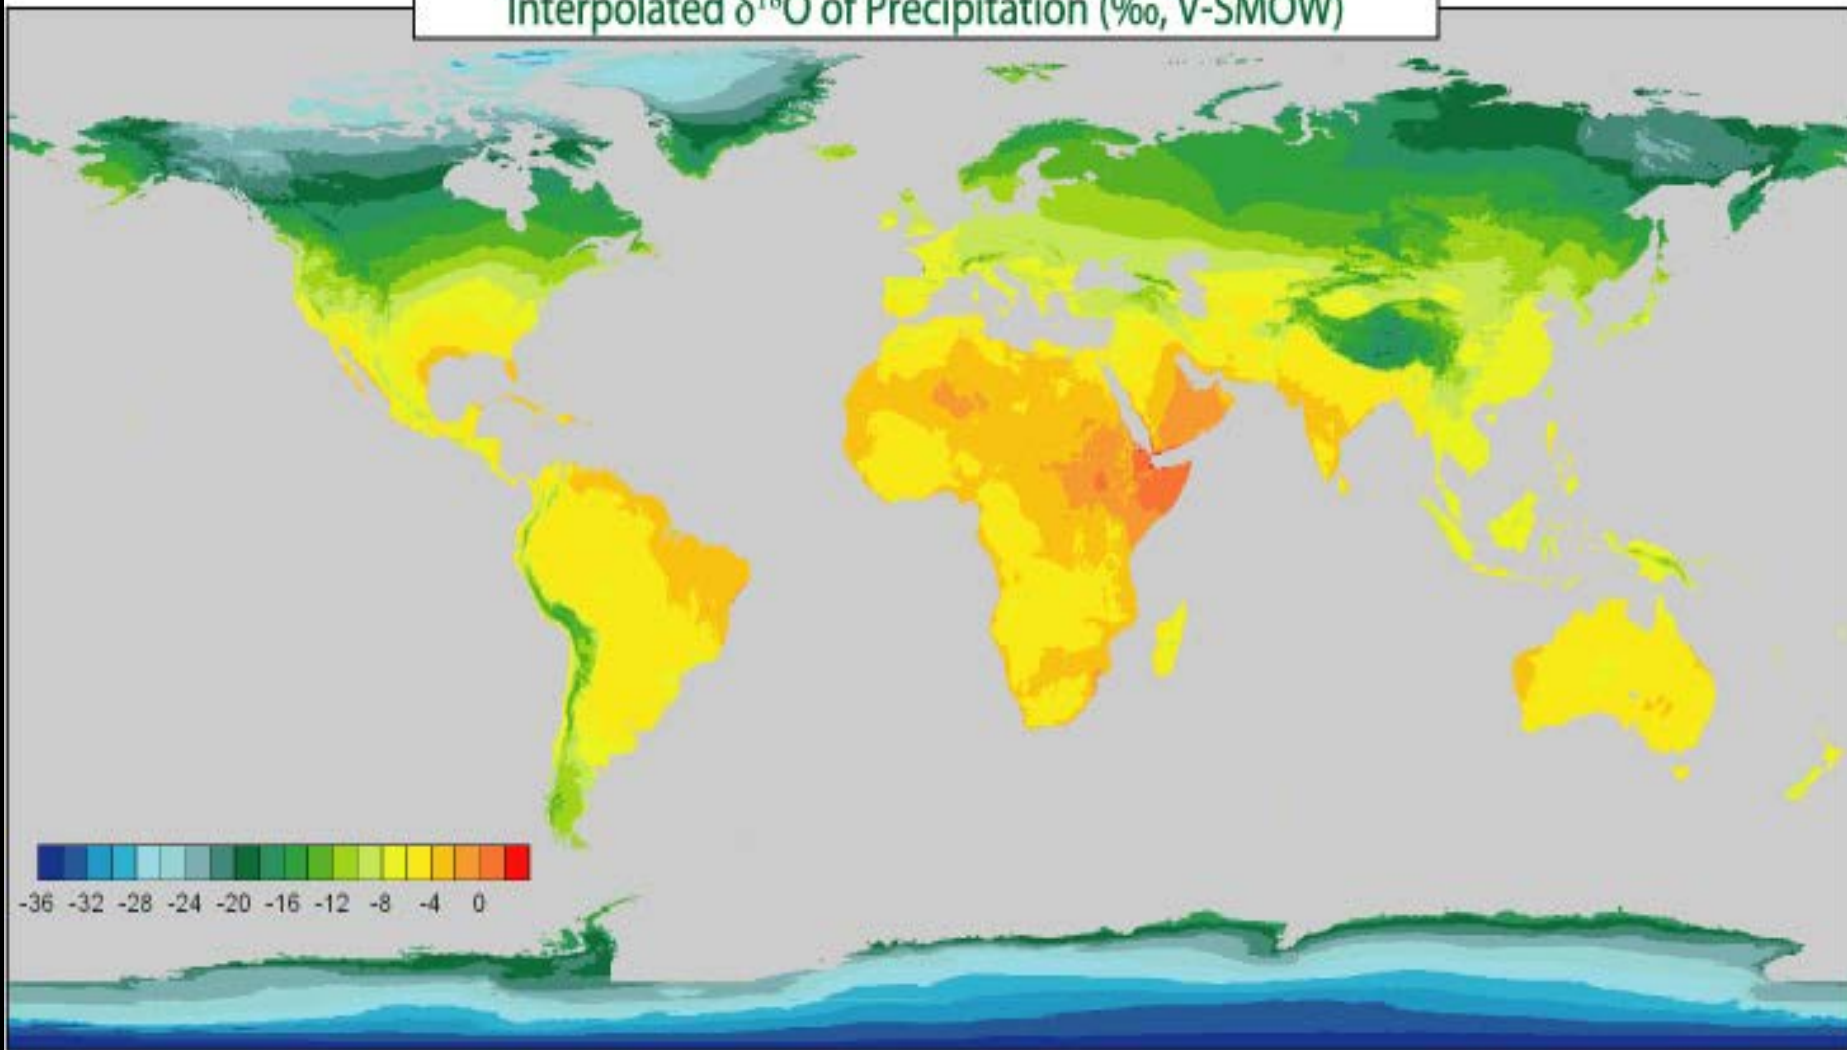 Interpolated δ¹⁸O of Precipitation (‰, V-SMOW)
-36 -32 -28 -24 -20 -16 -12 -8 -4 0